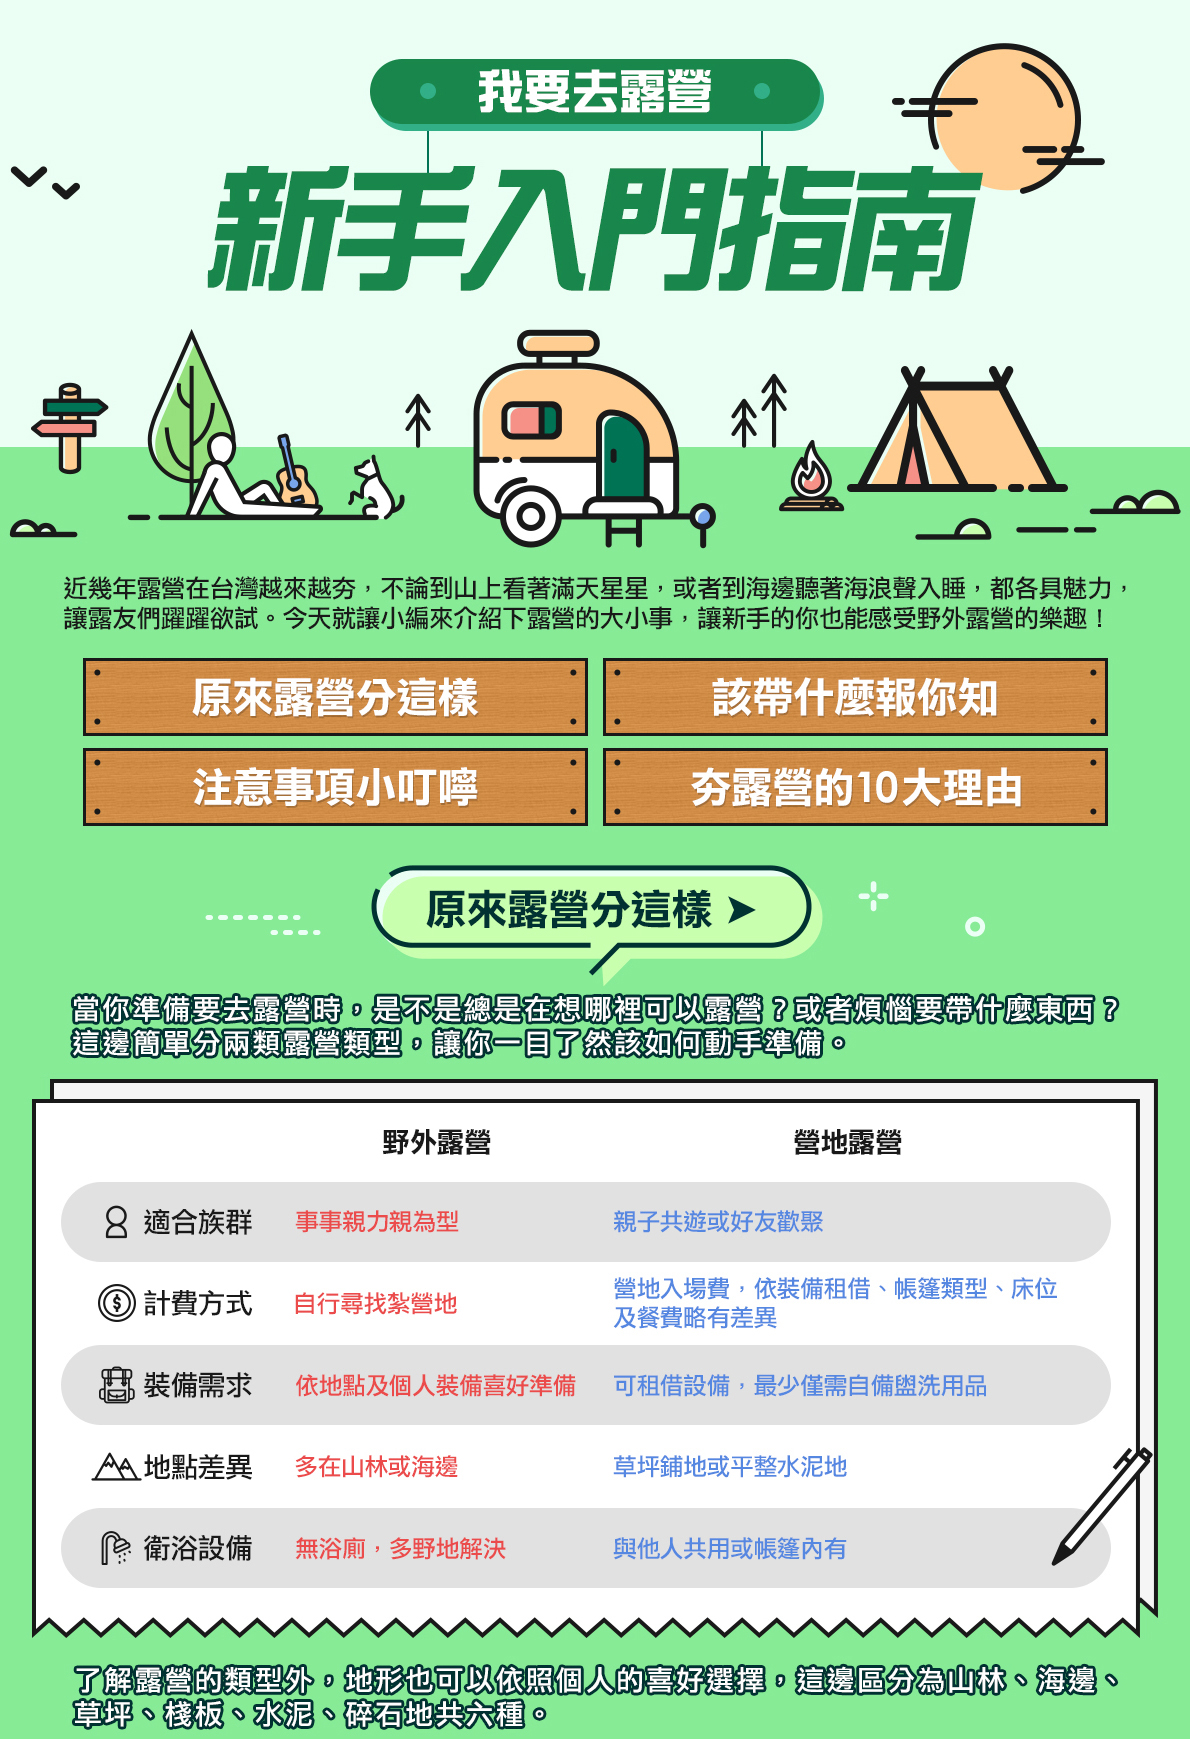 我要去露營
新手入門指南
近幾年露營在台灣越來越夯，不論到山上看著滿天星星，或者到海邊聽著海浪聲入睡，都各具魅力，
讓露友們躍躍欲試。今天就讓小編來介紹下露營的大小事，讓新手的你也能感受野外露營的樂趣！
原來露營分這樣
該帶什麼報你知
注意事項小叮嚀
夯露營的10大理由
原來露營分這樣 ➤
當你準備要去露營時，是不是總是在想哪裡可以露營？或者煩惱要帶什麼東西？
這邊簡單分兩類露營類型，讓你一目了然該如何動手準備。
野外露營
營地露營
適合族群
事事親力親為型
親子共遊或好友歡聚
計費方式
自行尋找紮營地
營地入場費，依裝備租借、帳篷類型、床位
及餐費略有差異
裝備需求
依地點及個人裝備喜好準備
可租借設備，最少僅需自備盥洗用品
地點差異
多在山林或海邊
草坪鋪地或平整水泥地
衛浴設備
無浴廁，多野地解決
與他人共用或帳篷內有
了解露營的類型外，地形也可以依照個人的喜好選擇，這邊區分為山林、海邊、
草坪、棧板、水泥、碎石地共六種。